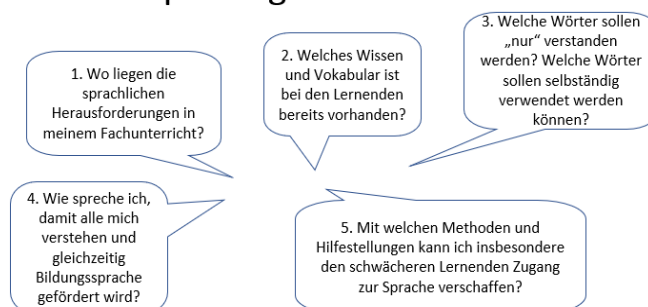 1. Wo liegen die
sprachlichen
Herausforderungen in
meinem Fachunterricht?
2. Welches Wissen
und Vokabular ist
bei den Lernenden
bereits vorhanden?
3. Welche Wörter sollen
„nur“ verstanden
werden? Welche Wörter
sollen selbständig
verwendet werden
können?
4. Wie spreche ich,
damit alle mich
verstehen und
gleichzeitig
Bildungssprache
gefördert wird?
5. Mit welchen Methoden und
Hilfestellungen kann ich insbesondere
den schwächeren Lernenden Zugang
zur Sprache verschaffen?